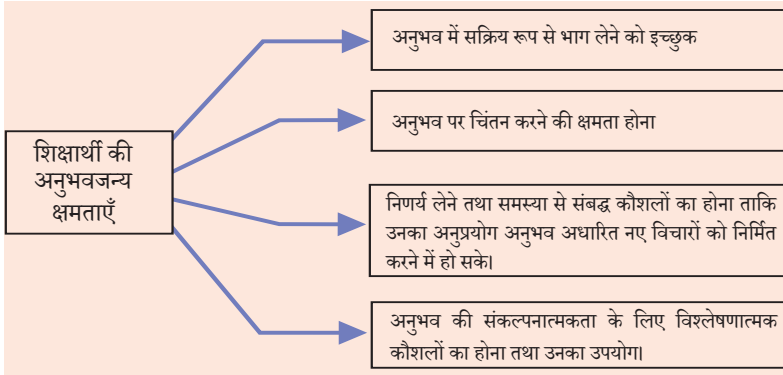 अनुभव में सक्रिय रूप से भाग लेने को इच्छुक
अनुभव पर चिंतन करने की क्षमता होना
शिक्षार्थी की
अनुभवजन्य
क्षमताएँ
निणर्य लेने तथा समस्या से संबद्ध कौशलों का होना ताकि
उनका अनुप्रयोग अनुभव अधारित नए विचारों को निर्मित
करने में हो सके।
अनुभव की संकल्पनात्मकता के लिए विश्लेषणात्मक
कौशलों का होना तथा उनका उपयोग।